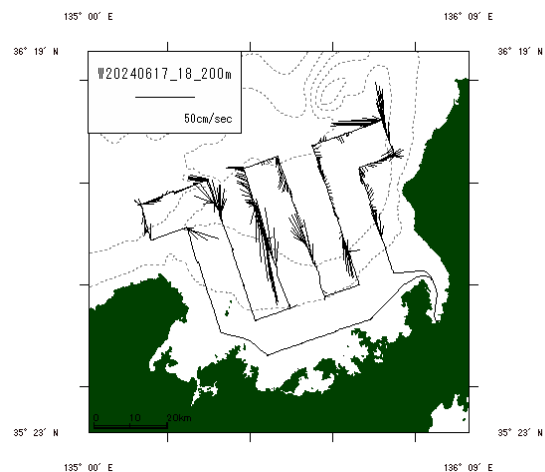 135° 00′ E
136° 09′ E
36° 19′ N
36° 19′ N
W20240617_18_200m
50cm/sec
0 10 20km
35° 23′ N
35° 23′ N
135° 00′ E
136° 09′ E